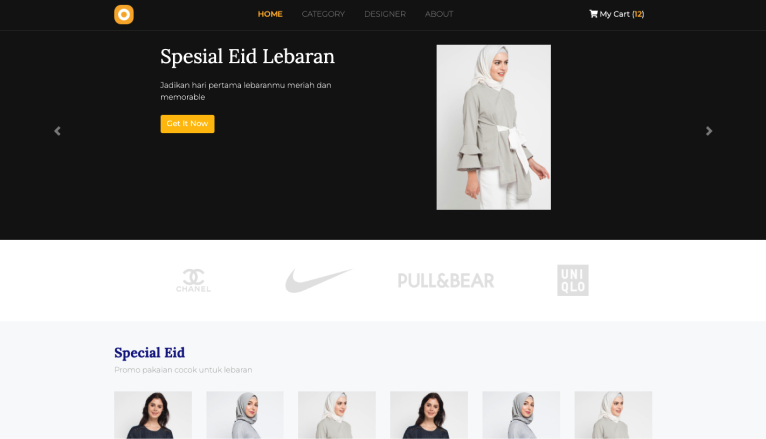 HOME
CATEGORY
DESIGNER
ABOUT
My Cart (12)
Spesial Eid Lebaran
Jadikan hari pertama lebaranmu meriah dan
memorable
Get It Now
CHANEL
PULL&BEAR
UNI
QLO
Special Eid
Promo pakaian cocok untuk lebaran